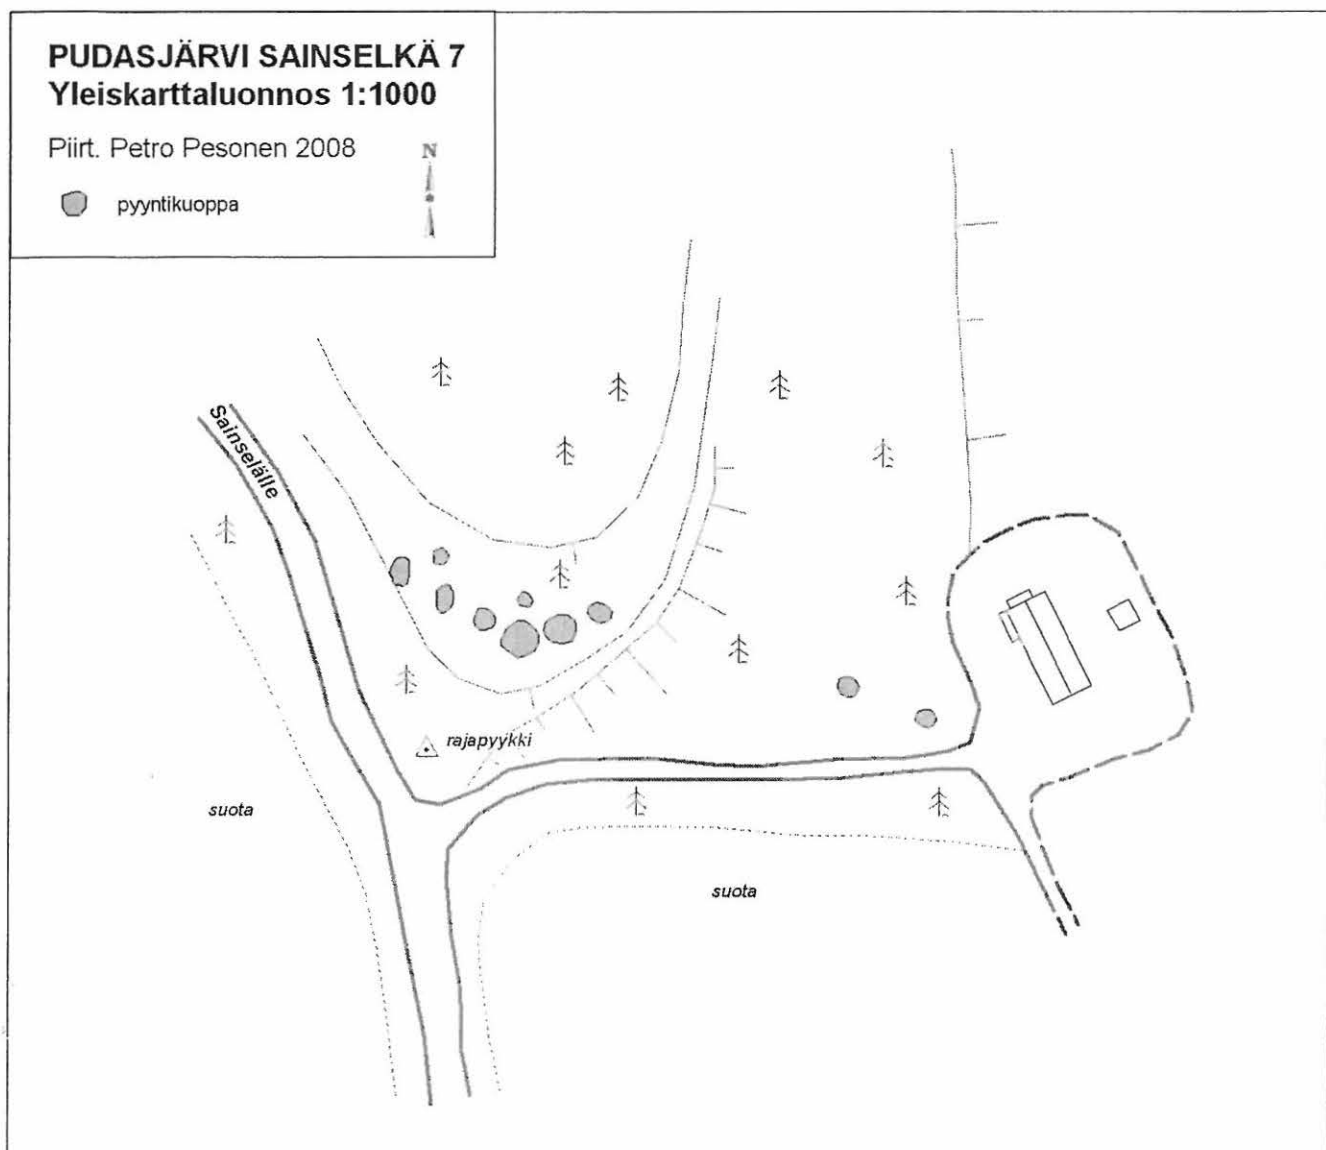 PUDASJÄRVI SAINSELKÄ 7
Yleiskarttaluonnos 1:1000
Piirt. Petro Pesonen 2008
N
pyyntikuoppa
Sainselälle
rajapyykki
suota
suota